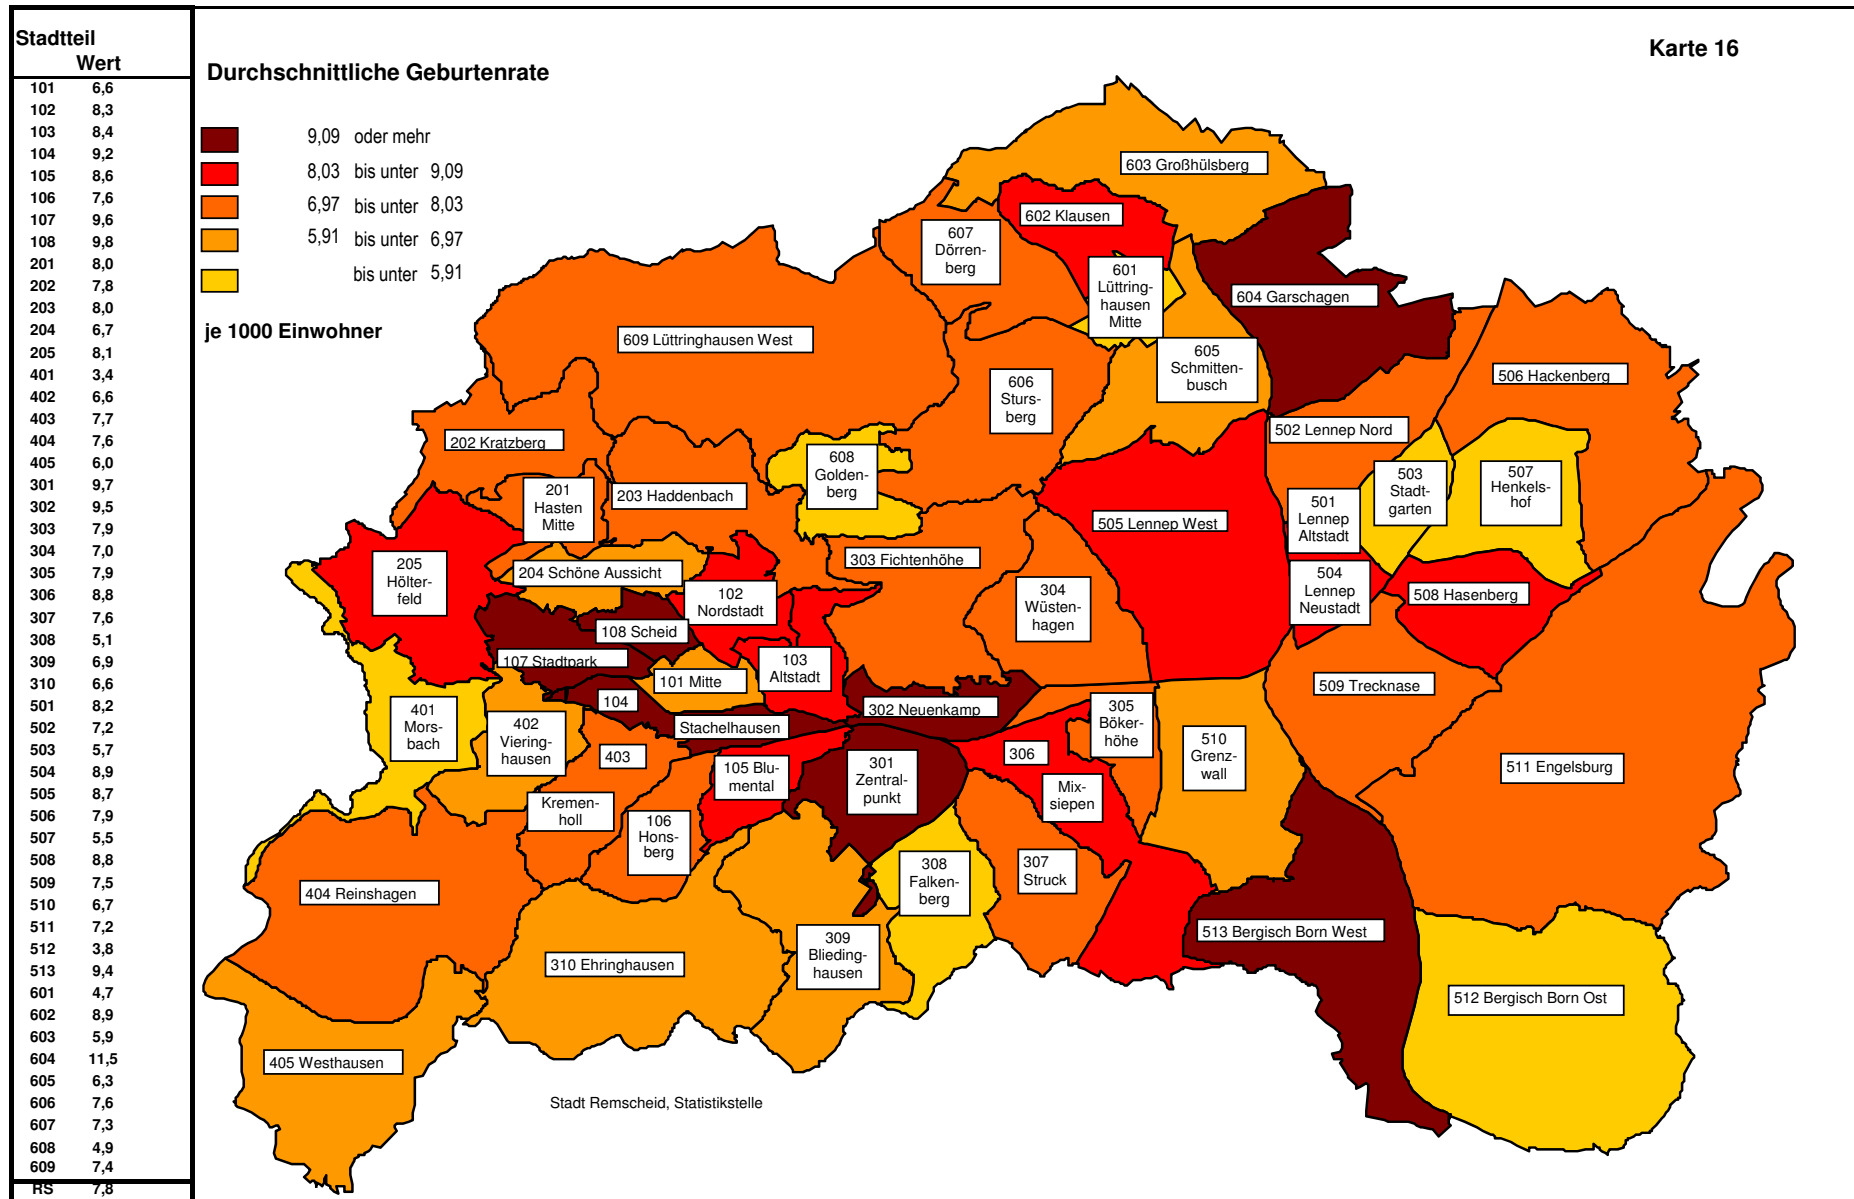 Stadtteil
Wert
101 6,6
102 8,3
103 8,4
104 9,2
105 8,6
106 7,6
107 9,6
108 9,8
201 8,0
202 7,8
203 8,0
204 6,7
205 8,1
401 3,4
402 6,6
403 7,7
404 7,6
405 6,0
301 9,7
302 9,5
303 7,9
304 7,0
305 7,9
306 8,8
307 7,6
308 5,1
309 6,9
310 6,6
501 8,2
502 7,2
503 5,7
504 8,9
505 8,7
506 7,9
507 5,5
508 8,8
509 7,5
510 6,7
511 7,2
512 3,8
513 9,4
601 4,7
602 8,9
603 5,9
604 11,5
605 6,3
606 7,6
607 7,3
608 4,9
609 7,4
RS 7,8
Karte 16
Durchschnittliche Geburtenrate
9,09 oder mehr
8,03 bis unter 9,09
6,97 bis unter 8,03
5,91 bis unter 6,97
bis unter 5,91
je 1000 Einwohner
603 Großhülsberg
602 Klausen
607
Dörren-
berg
601
Lüttring-
hausen
Mitte
604 Garschagen
609 Lüttringhausen West
605
Schmitten-
busch
606
Sturs-
berg
506 Hackenberg
502 Lennep Nord
202 Kratzberg
608
Golden-
berg
503
Stadt-
garten
507
Henkels-
hof
201
Hasten
Mitte
203 Haddenbach
501
Lennep
Altstadt
505 Lennep West
303 Fichtenhöhe
205
Hölter-
feld
204 Schöne Aussicht
102
Nordstadt
304
Wüsten-
hagen
504
Lennep
Neustadt
508 Hasenberg
108 Scheid
107 Stadtpark
103
Altstadt
101 Mitte
509 Trecknase
104
Stachelhausen
302 Neuenkamp
305
Böker-
höhe
401
Mors-
bach
402
Viering-
hausen
403
Kremen-
holl
105 Blu-
mental
301
Zentral-
punkt
306
Mix-
siepen
510
Grenz-
wall
511 Engelsburg
106
Hons-
berg
308
Falken-
berg
307
Struck
404 Reinshagen
513 Bergisch Born West
309
Blieding-
hausen
310 Ehringhausen
512 Bergisch Born Ost
405 Westhausen
Stadt Remscheid, Statistikstelle